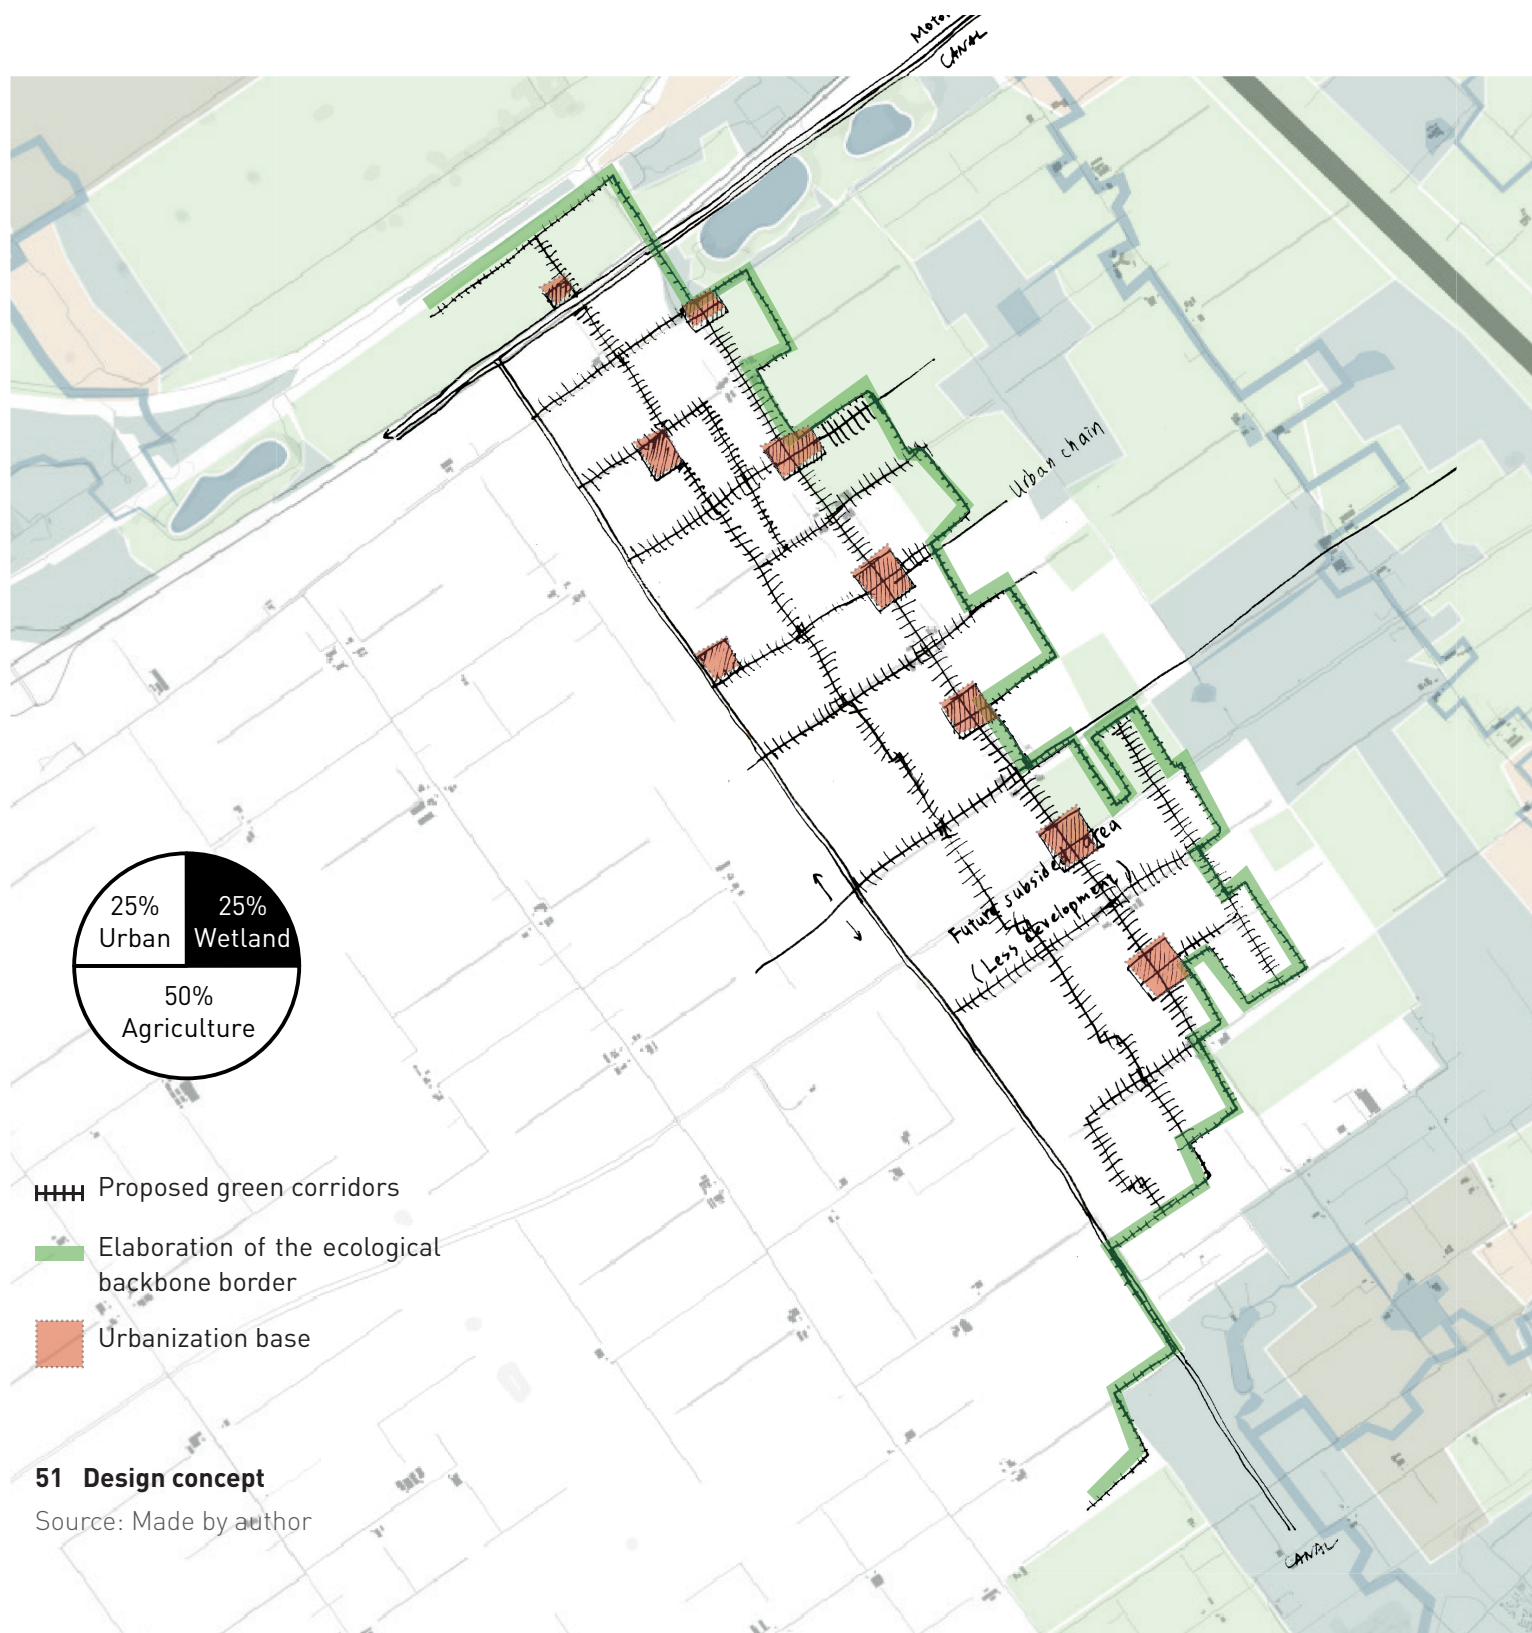 CANAL
Urban chain
Future subsided area
(Less development)
25%
Urban
25%
Wetland
50%
Agriculture
Proposed green corridors
Elaboration of the ecological
backbone border
Urbanization base
51 Design concept
Source: Made by author
CANAL